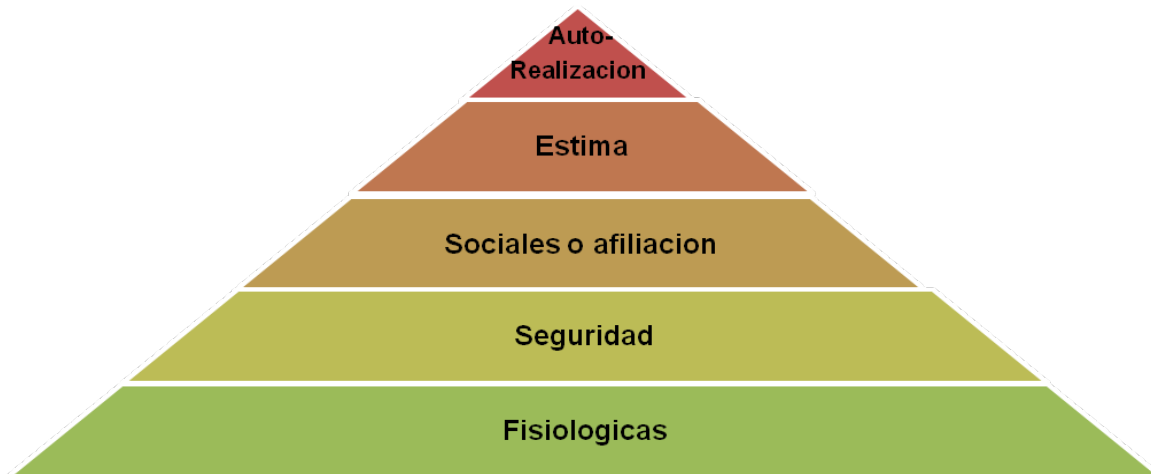 Auto-
Realizacion
Estima
Sociales o afiliacion
Seguridad
Fisiologicas